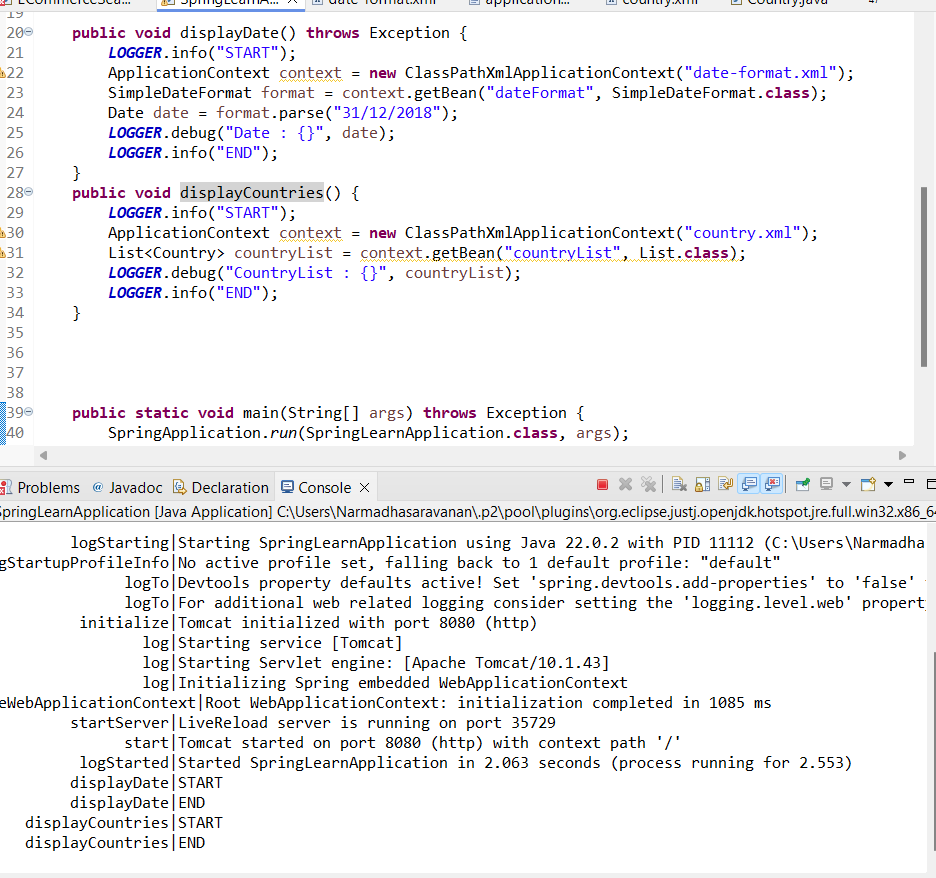 ECommerceSea... SpringLearnA... date-format.xml application... country.xml Country.java
19
20 public void displayDate() throws Exception {
21 LOGGER.info("START");
22 ApplicationContext context = new ClassPathXmlApplicationContext("date-format.xml");
23 SimpleDateFormat format = context.getBean("dateFormat", SimpleDateFormat.class);
24 Date date = format.parse("31/12/2018");
25 LOGGER.debug("Date : {}", date);
26 LOGGER.info("END");
27 }
28 public void displayCountries() {
29 LOGGER.info("START");
30 ApplicationContext context = new ClassPathXmlApplicationContext("country.xml");
31 List<Country> countryList = context.getBean("countryList", List.class);
32 LOGGER.debug("CountryList : {}", countryList);
33 LOGGER.info("END");
34 }
35
36
37
38
39 public static void main(String[] args) throws Exception {
40 SpringApplication.run(SpringLearnApplication.class, args);
Problems @ Javadoc Declaration Console
SpringLearnApplication [Java Application] C:\Users\Narmadhasaravanan\.p2\pool\plugins\org.eclipse.justj.openjdk.hotspot.jre.full.win32.x86_64
logStarting|Starting SpringLearnApplication using Java 22.0.2 with PID 11112 (C:\Users\Narmadha
gStartupProfileInfo|No active profile set, falling back to 1 default profile: "default"
logTo|Devtools property defaults active! Set 'spring.devtools.add-properties' to 'false'
logTo|For additional web related logging consider setting the 'logging.level.web' property
initialize|Tomcat initialized with port 8080 (http)
log|Starting service [Tomcat]
log|Starting Servlet engine: [Apache Tomcat/10.1.43]
log|Initializing Spring embedded WebApplicationContext
eWebApplicationContext|Root WebApplicationContext: initialization completed in 1085 ms
startServer|LiveReload server is running on port 35729
start|Tomcat started on port 8080 (http) with context path '/'
logStarted|Started SpringLearnApplication in 2.063 seconds (process running for 2.553)
displayDate|START
displayDate|END
displayCountries|START
displayCountries|END